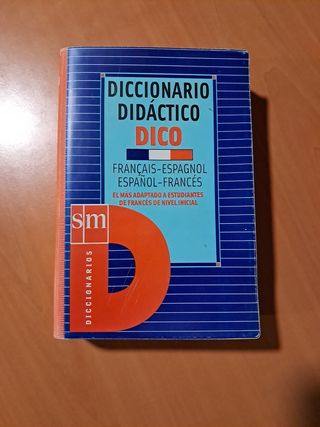 DICCIONARIO
DIDÁCTICO
DICO
FRANÇAIS-ESPAGNOL
ESPAÑOL-FRANCÉS
EL MÁS ADAPTADO A ESTUDIANTES
DE FRANCÉS DE NIVEL INICIAL
sm
DICCIONARIOS
D